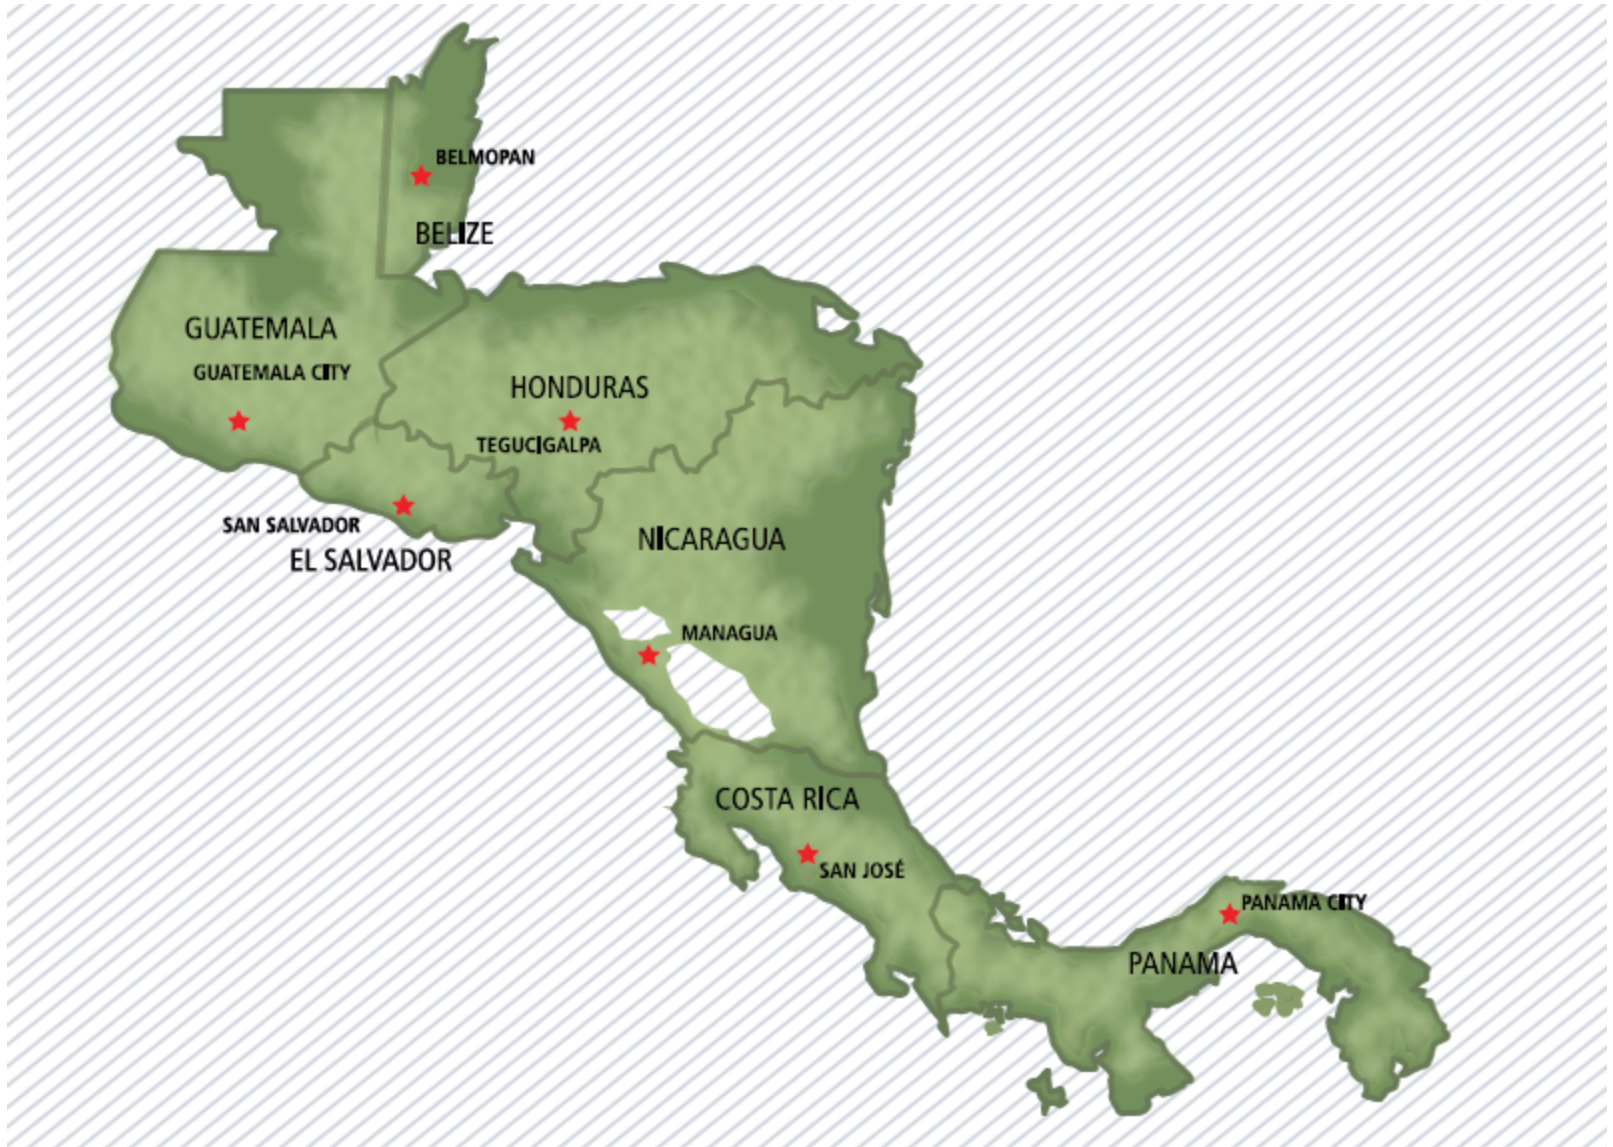 BELMOPAN
BELIZE
GUATEMALA
GUATEMALA CITY
HONDURAS
TEGUCIGALPA
SAN SALVADOR
EL SALVADOR
NICARAGUA
MANAGUA
COSTA RICA
SAN JOSÉ
PANAMA CITY
PANAMA